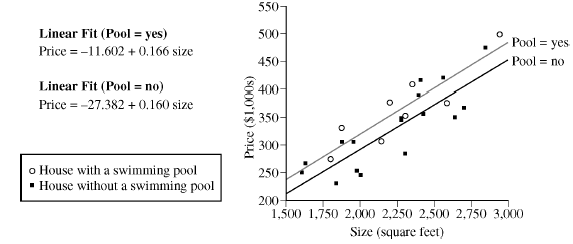 Linear Fit (Pool = yes)
Price = –11.602 + 0.166 size
Linear Fit (Pool = no)
Price = –27.382 + 0.160 size
House with a swimming pool
House without a swimming pool
550
500
450
400
350
300
250
200
Price ($1,000s)
Pool = yes
Pool = no
1,500 1,750 2,000 2,250 2,500 2,750 3,000
Size (square feet)